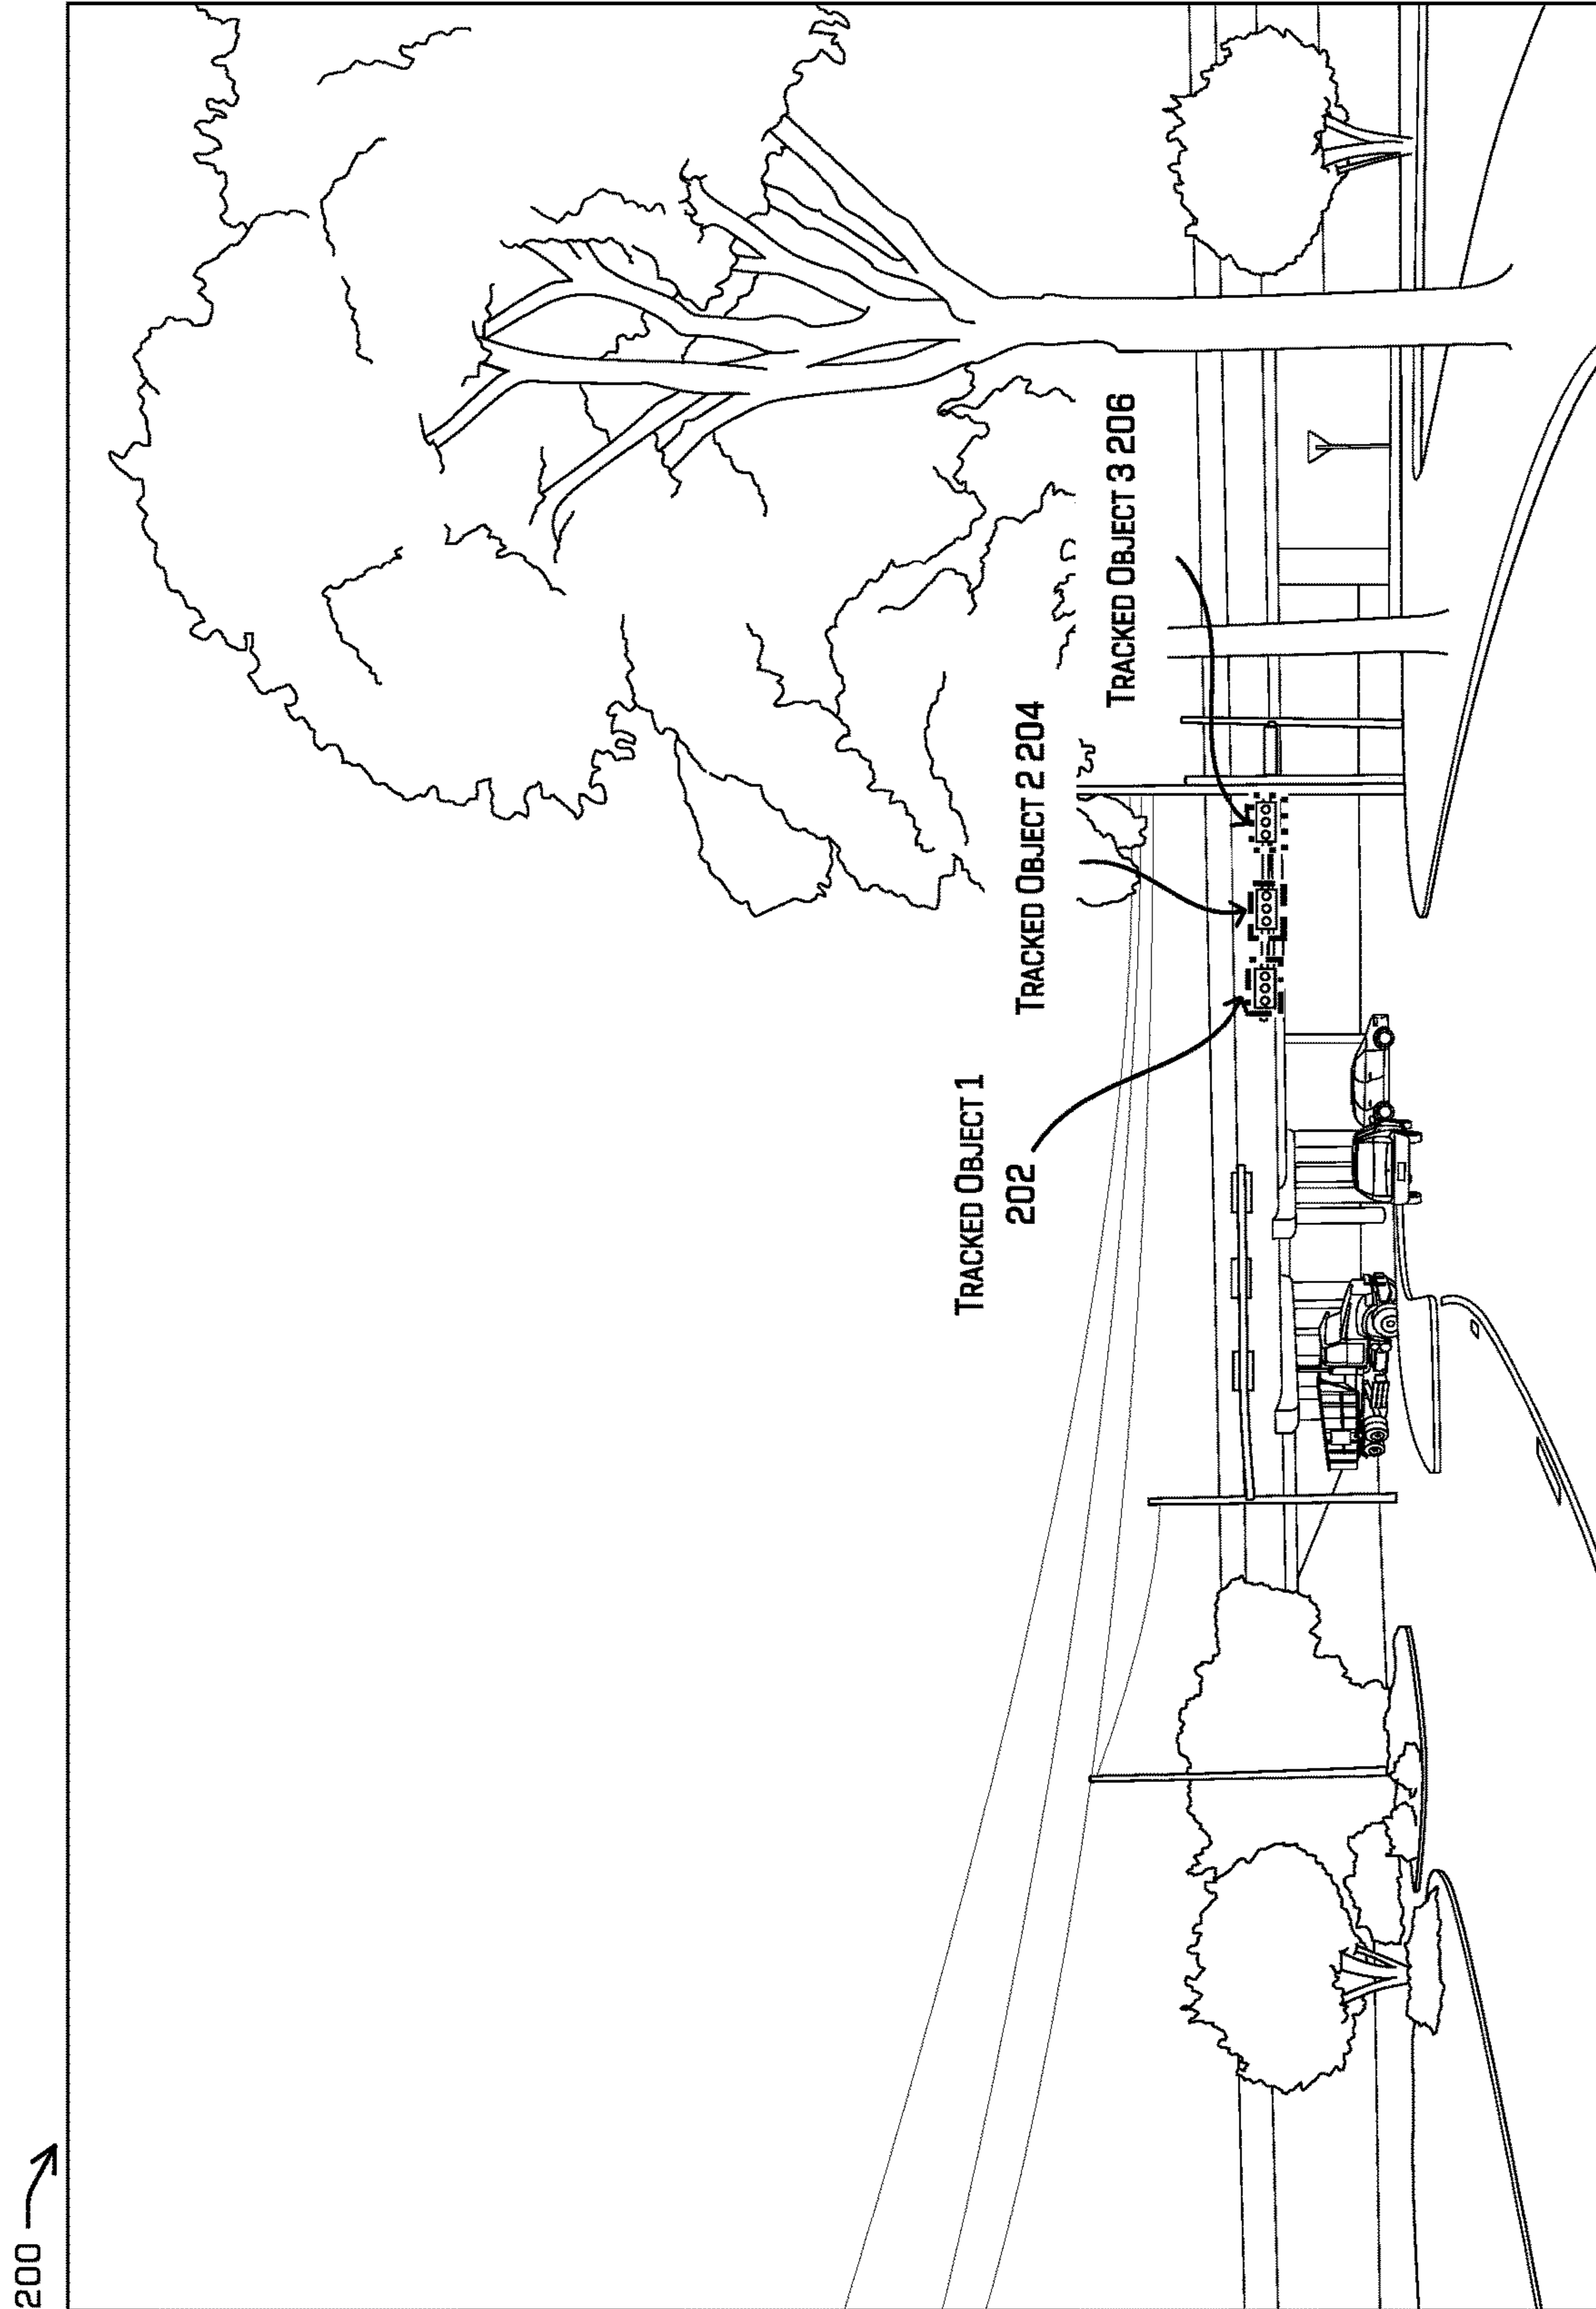 200
TRACKED OBJECT 1
202
TRACKED OBJECT 2 204
TRACKED OBJECT 3 206